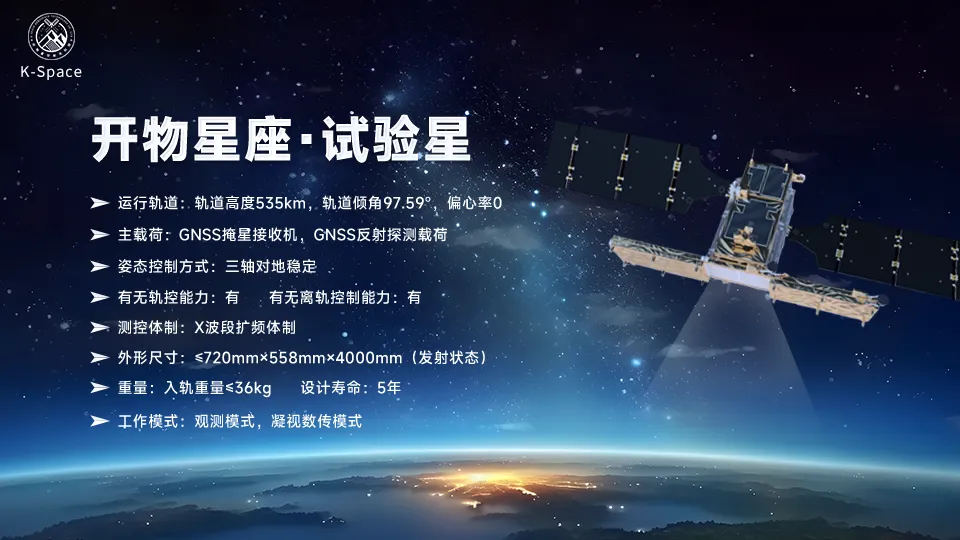 K-Space
开物星座·试验星
运行轨道：轨道高度535km，轨道倾角97.59°，偏心率0
主载荷：GNSS掩星接收机，GNSS反射探测载荷
姿态控制方式：三轴对地稳定
有无轨控能力：有 有无离轨控制能力：有
测控体制：X波段扩频体制
外形尺寸：≤720mm×558mm×4000mm（发射状态）
重量：入轨重量≤36kg 设计寿命：5年
工作模式：观测模式，凝视数传模式